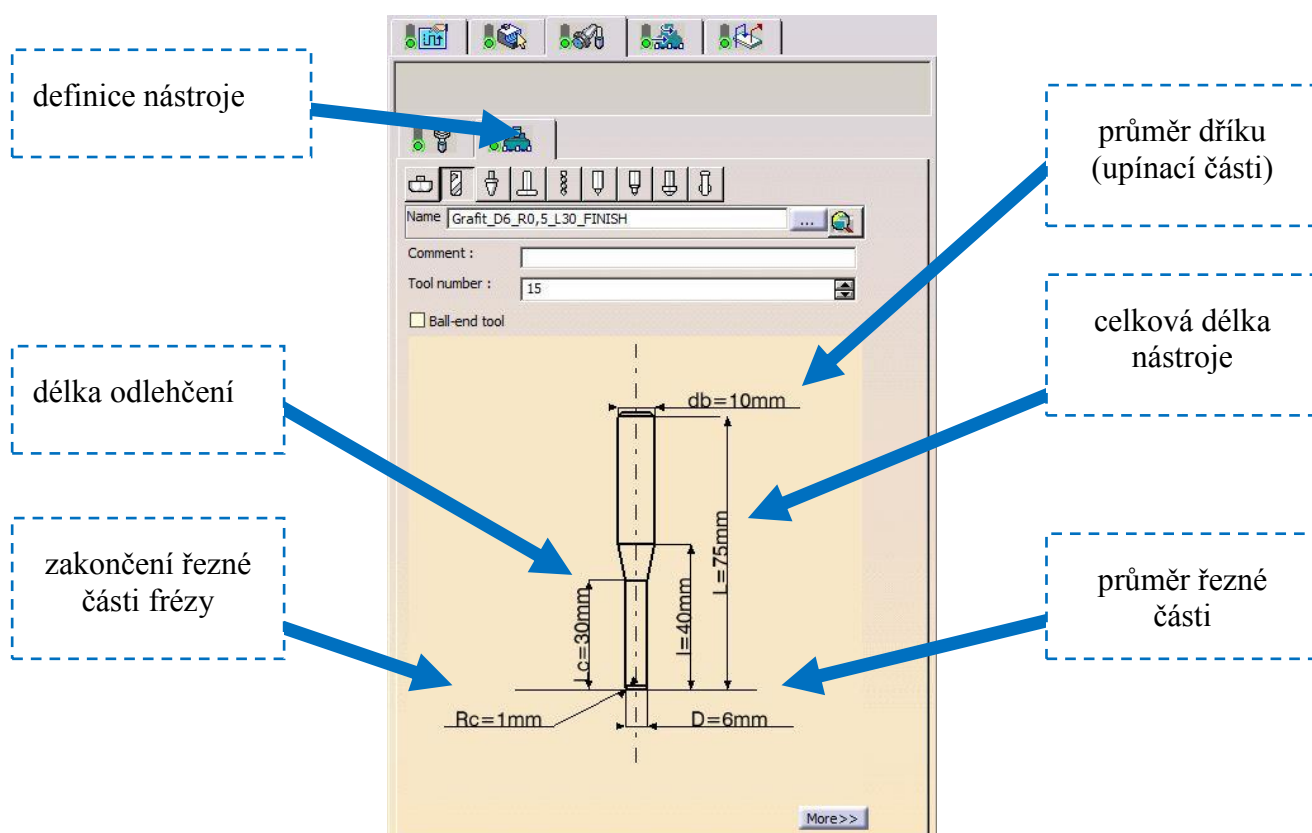 definice nástroje
průměr dříku
(upínací části)
Name Grafit_D6_R0,5_L30_FINISH ...
Comment :
Tool number : 15
Ball-end tool
celková délka
nástroje
délka odlehčení
db=10mm
L=75mm
zakončení řezné
části frézy
průměr řezné
části
Lc=30mm
l=40mm
Rc=1mm
D=6mm
More>>